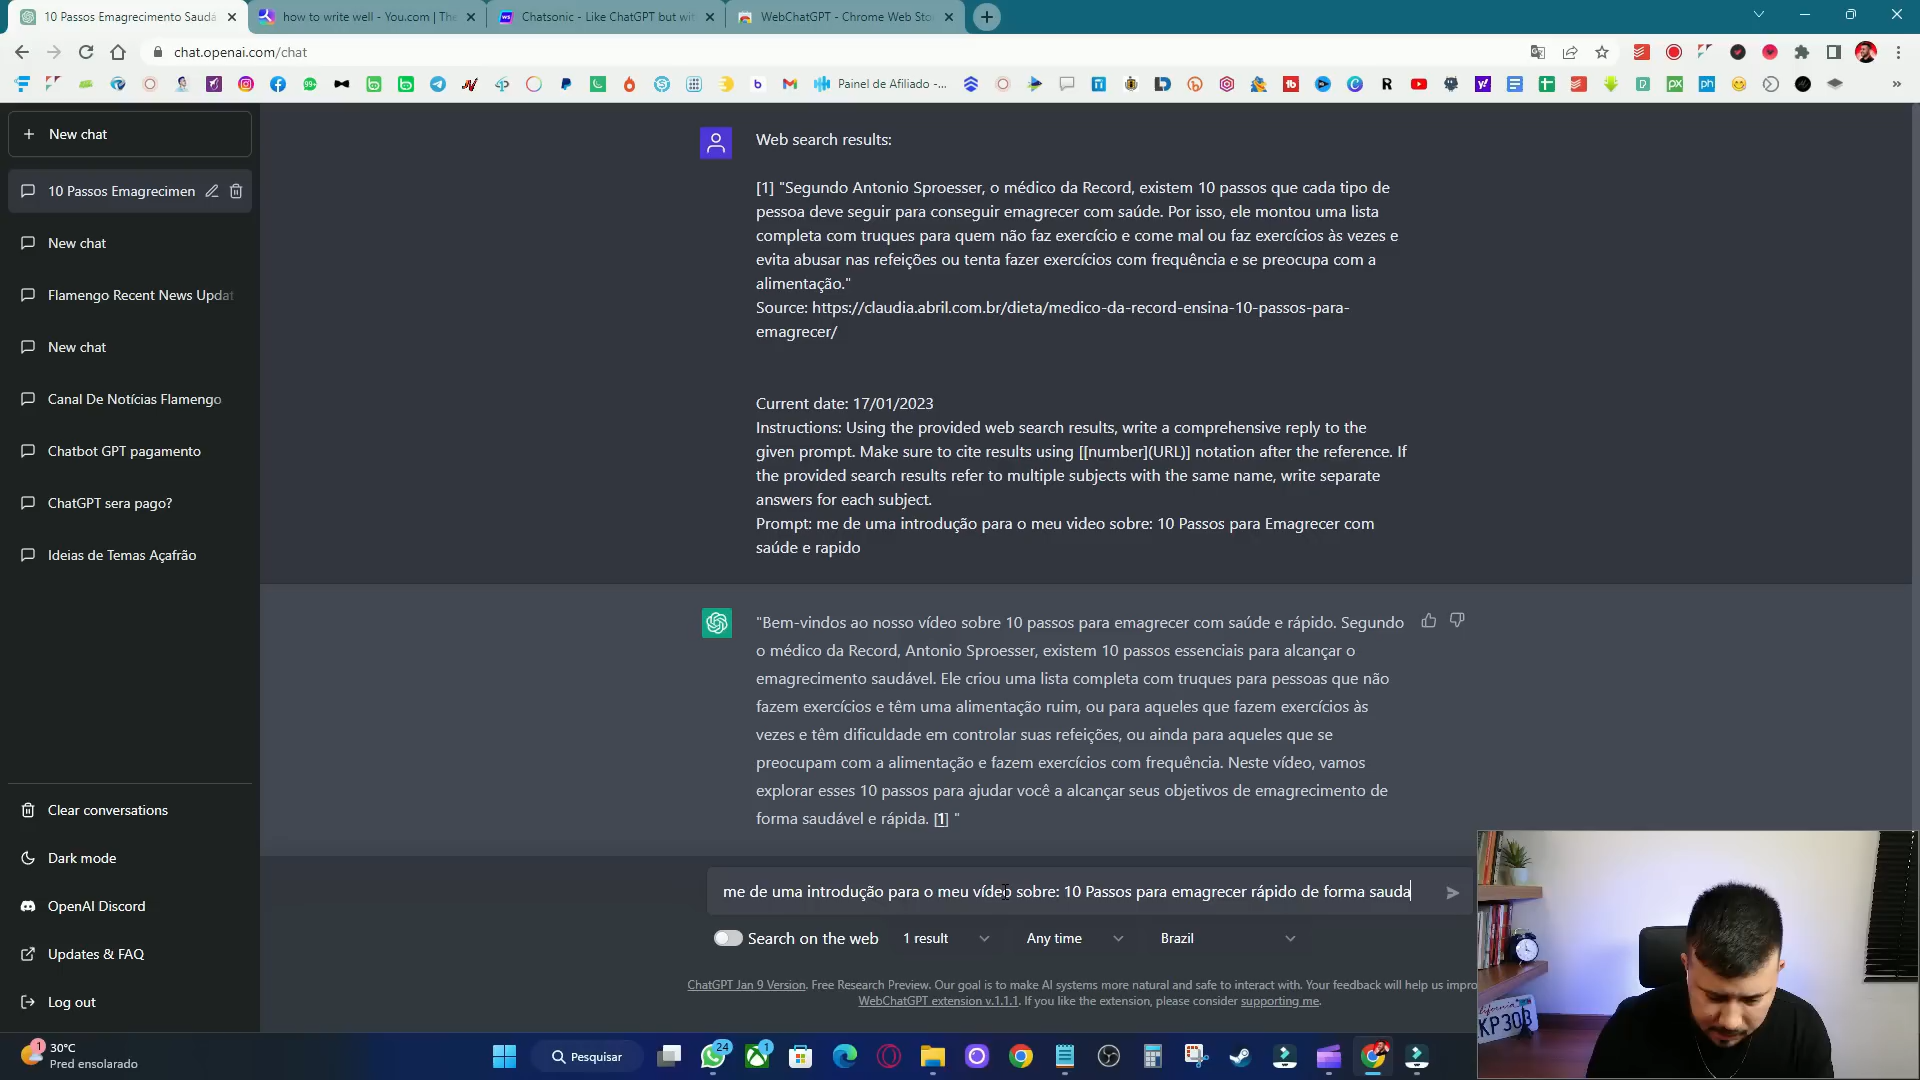 10 Passos Emagrecimento Saudá
how to write well - You.com | The
Chatsonic - Like ChatGPT but wit
WebChatGPT - Chrome Web Sto
chat.openai.com/chat
Painel de Afiliado -...
New chat
10 Passos Emagrecimen
New chat
Flamengo Recent News Updat
New chat
Canal De Notícias Flamengo
Chatbot GPT pagamento
ChatGPT sera pago?
Ideias de Temas Açafrão
Clear conversations
Dark mode
OpenAI Discord
Updates & FAQ
Log out
Web search results:
[1] "Segundo Antonio Sproesser, o médico da Record, existem 10 passos que cada tipo de
pessoa deve seguir para conseguir emagrecer com saúde. Por isso, ele montou uma lista
completa com truques para quem não faz exercício e come mal ou faz exercícios às vezes e
evita abusar nas refeições ou tenta fazer exercícios com frequência e se preocupa com a
alimentação."
Source: https://claudia.abril.com.br/dieta/medico-da-record-ensina-10-passos-para-
emagrecer/
Current date: 17/01/2023
Instructions: Using the provided web search results, write a comprehensive reply to the
given prompt. Make sure to cite results using [[number](URL)] notation after the reference. If
the provided search results refer to multiple subjects with the same name, write separate
answers for each subject.
Prompt: me de uma introdução para o meu video sobre: 10 Passos para Emagrecer com
saúde e rapido
"Bem-vindos ao nosso vídeo sobre 10 passos para emagrecer com saúde e rápido. Segundo
o médico da Record, Antonio Sproesser, existem 10 passos essenciais para alcançar o
emagrecimento saudável. Ele criou uma lista completa com truques para pessoas que não
fazem exercícios e têm uma alimentação ruim, ou para aqueles que fazem exercícios às
vezes e têm dificuldade em controlar suas refeições, ou ainda para aqueles que se
preocupam com a alimentação e fazem exercícios com frequência. Neste vídeo, vamos
explorar esses 10 passos para ajudar você a alcançar seus objetivos de emagrecimento de
forma saudável e rápida. [1] "
me de uma introdução para o meu vídeo sobre: 10 Passos para emagrecer rápido de forma sauda
Search on the web
1 result
Any time
Brazil
ChatGPT Jan 9 Version. Free Research Preview. Our goal is to make AI systems more natural and safe to interact with. Your feedback will help us impro
WebChatGPT extension v.1.1.1. If you like the extension, please consider supporting me.
KP308
1
30°C
Pred ensolarado
Pesquisar
24
1